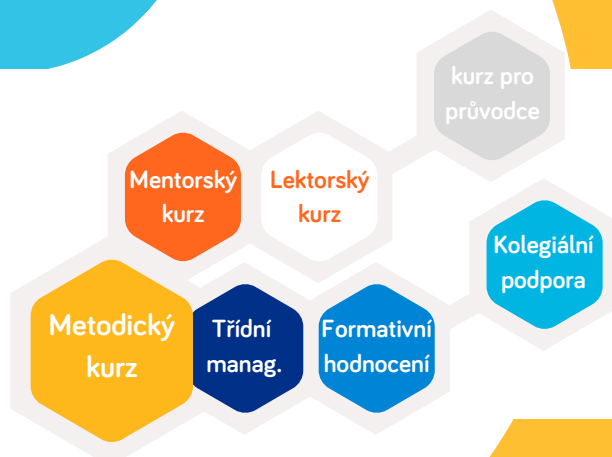 kurz pro
průvodce
Mentorský
kurz
Lektorský
kurz
Kolegiální
podpora
Metodický
kurz
Třídní
manag.
Formativní
hodnocení